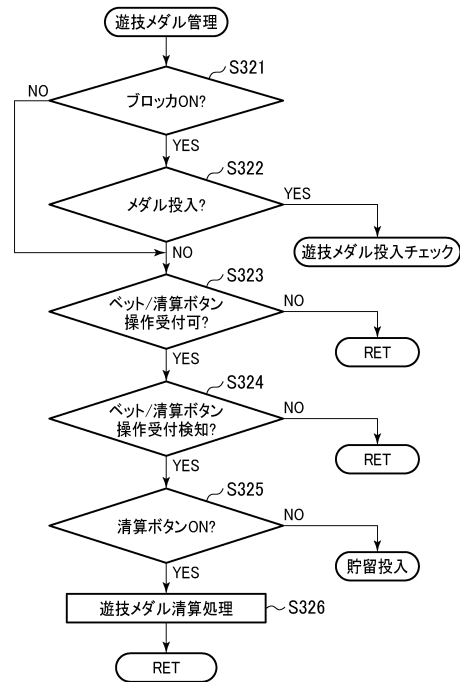 遊技メダル管理
S321
NO
ブロッカON?
YES
S322
メダル投入?
YES
NO
遊技メダル投入チェック
S323
ベット/清算ボタン
操作受付可?
NO
YES
RET
S324
ベット/清算ボタン
操作受付検知?
NO
YES
RET
S325
清算ボタンON?
NO
YES
貯留投入
遊技メダル清算処理
S326
RET